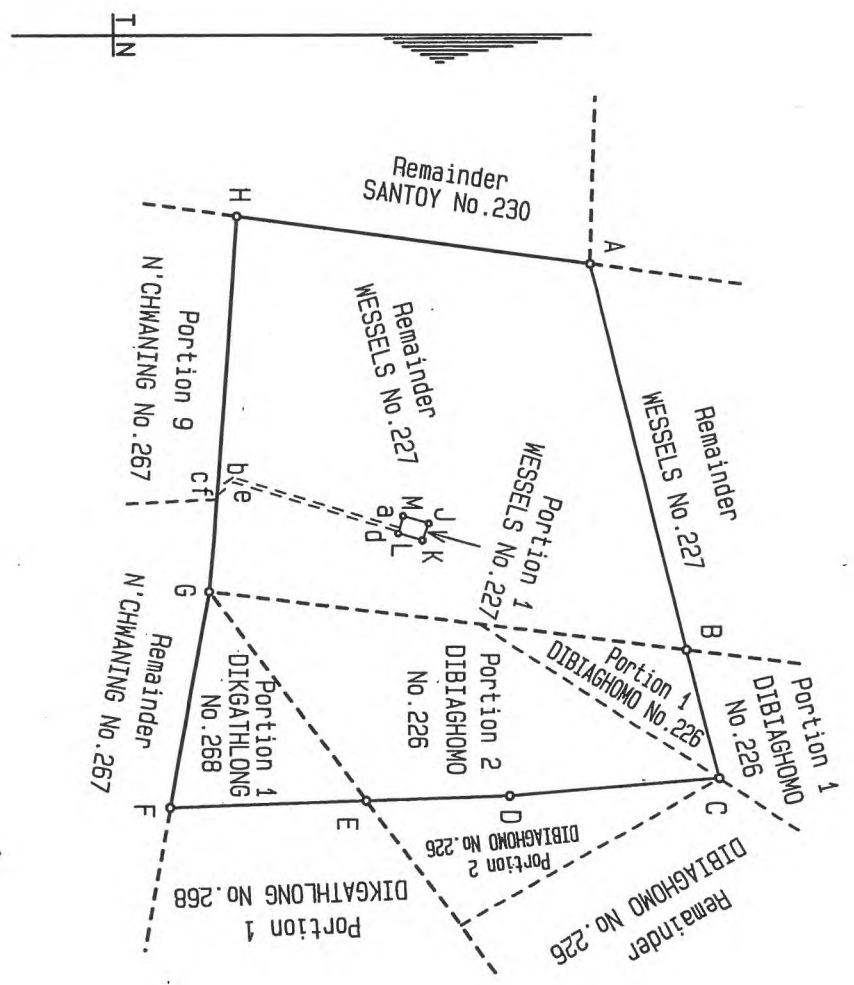 T.N
Remainder
SANTOY No.230
H
A
Portion 9
N'CHWANING No.267
Remainder
WESSELS No.227
Remainder
WESSELS No.227
Portion 1
WESSELS No.227
b
e
c
f
M
J
a
d
L
K
G
B
Portion 1
DIBIAGHOMO No.226
Portion 1
DIBIAGHOMO
No.226
Portion 2
DIBIAGHOMO
No.226
Portion 1
DIKGATHLONG
No.268
Remainder
N'CHWANING No.267
F
E
D
C
Portion 2
DIBIAGHOMO No.226
Portion 1
DIKGATHLONG No.268
Remainder
DIBIAGHOMO No.226